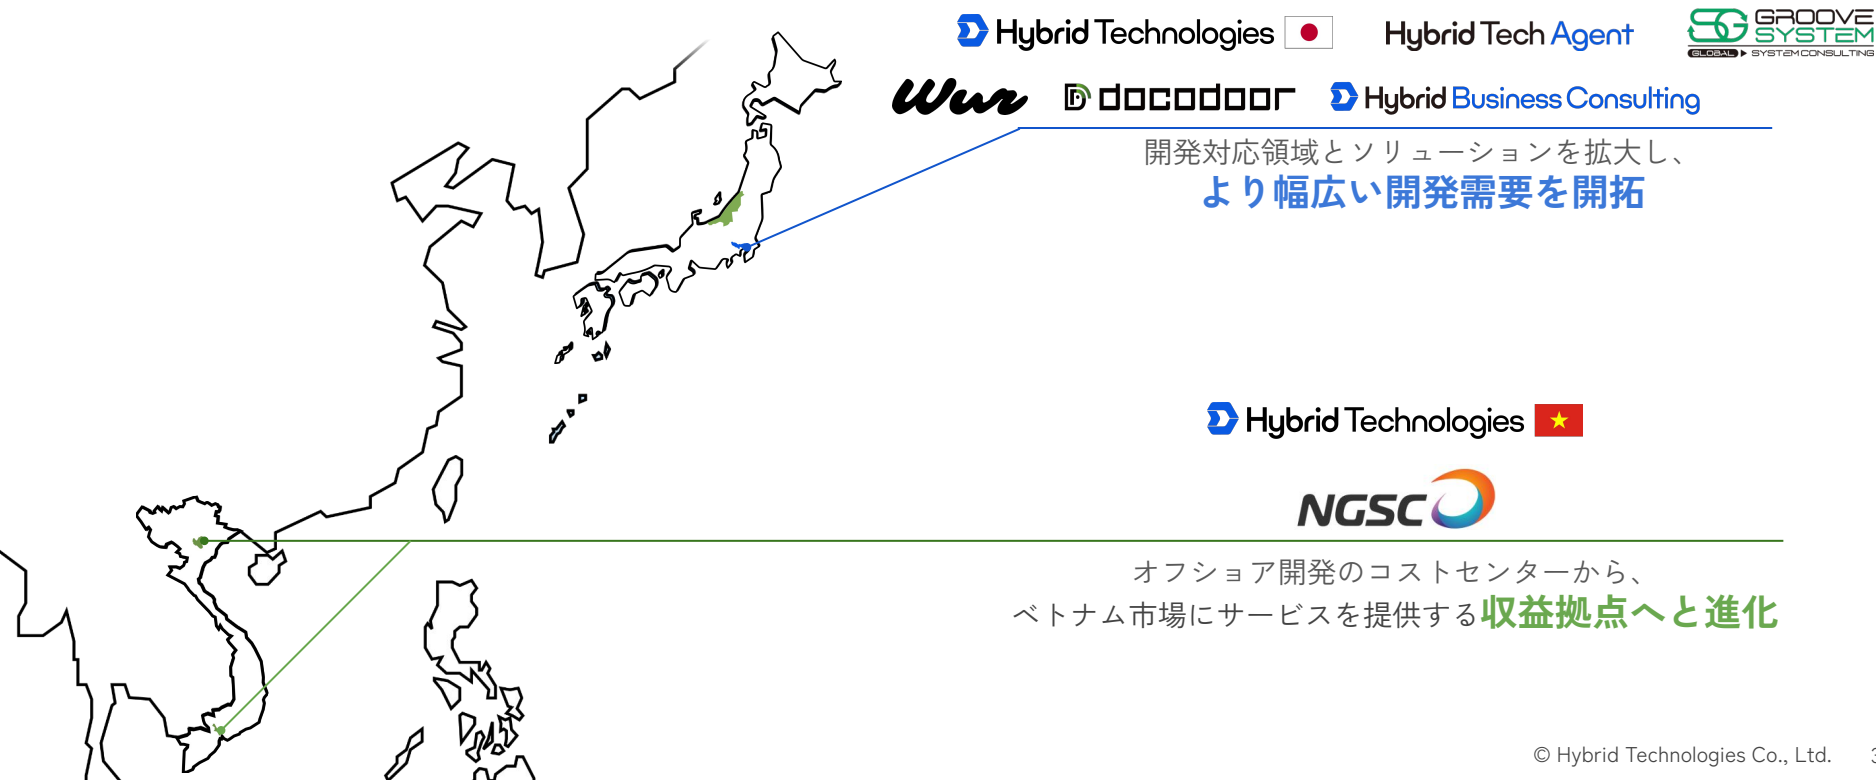 Hybrid Technologies
Hybrid Tech Agent
SG GROOVE SYSTEM
GLOBAL ▶ SYSTEM CONSULTING
Wur
docodoor
Hybrid Business Consulting
開発対応領域とソリューションを拡大し、
より幅広い開発需要を開拓
Hybrid Technologies
NGSC
オフショア開発のコストセンターから、
ベトナム市場にサービスを提供する収益拠点へと進化
© Hybrid Technologies Co., Ltd.